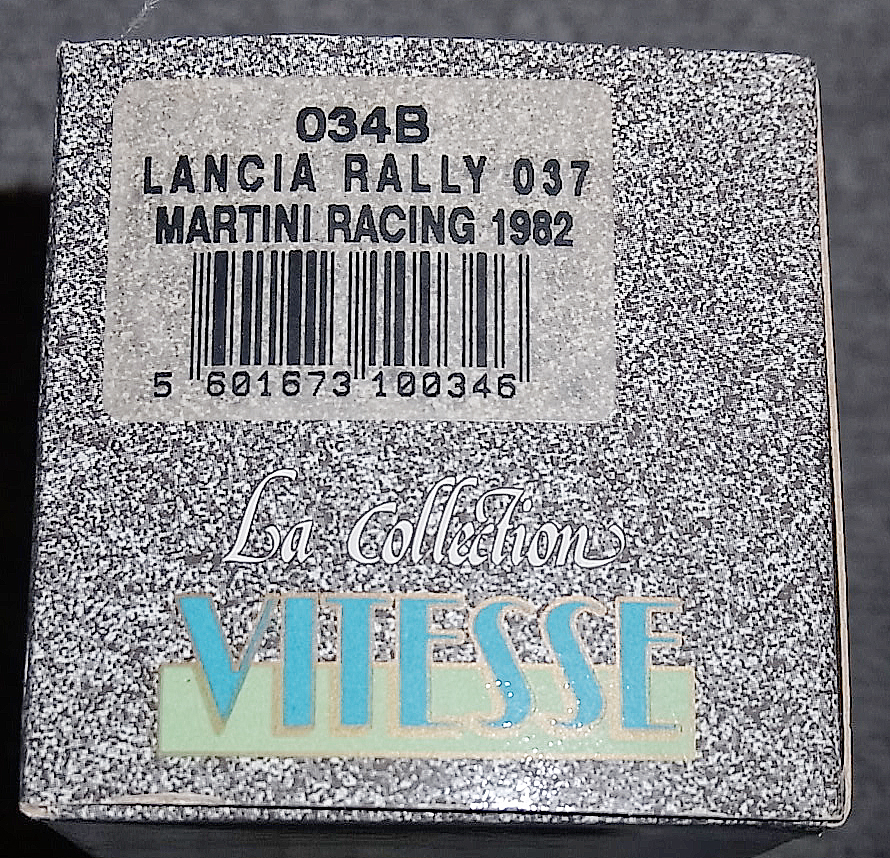 034B
LANCIA RALLY 037
MARTINI RACING 1982
5 601673 100346
La Collection
VITESSE